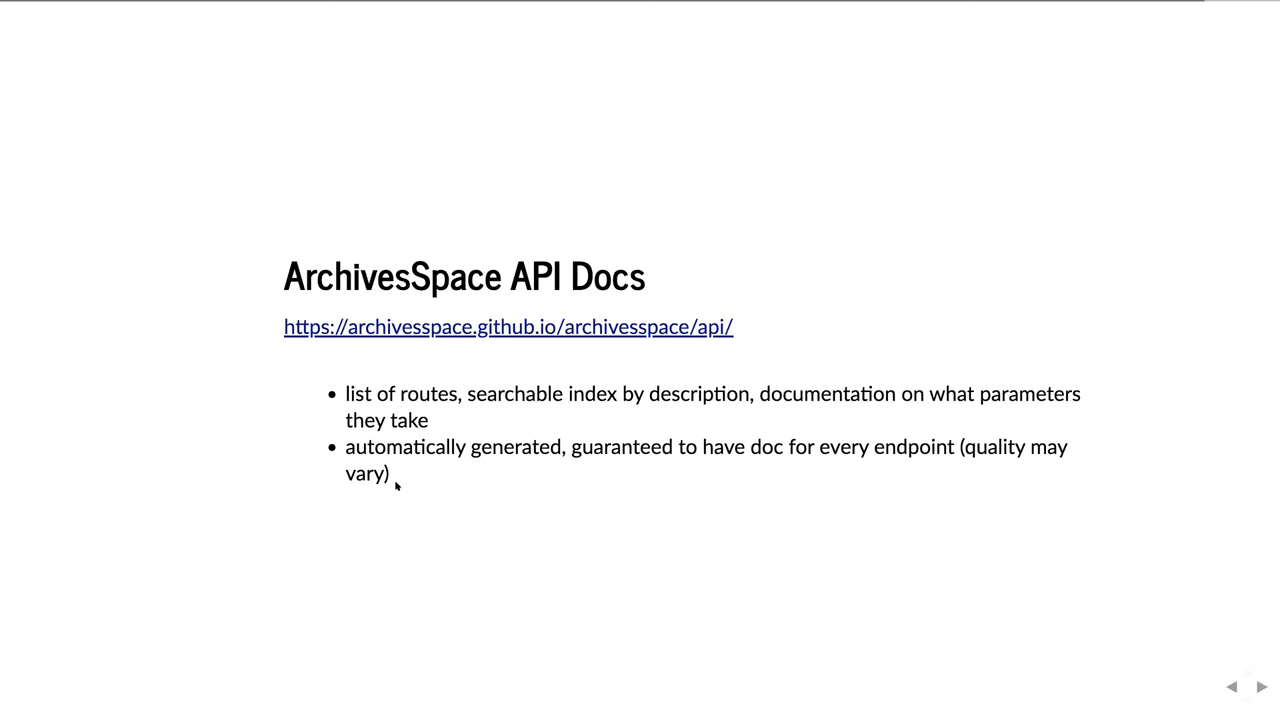 ArchivesSpace API Docs
https://archivesspace.github.io/archivesspace/api/
• list of routes, searchable index by description, documentation on what parameters
they take
• automatically generated, guaranteed to have doc for every endpoint (quality may
vary)